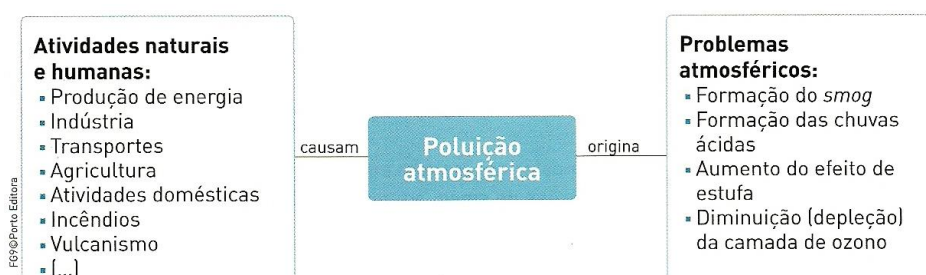 Atividades naturais
e humanas:
▪ Produção de energia
▪ Indústria
▪ Transportes
▪ Agricultura
▪ Atividades domésticas
▪ Incêndios
▪ Vulcanismo
▪ (...)
causam
Poluição
atmosférica
origina
Problemas
atmosféricos:
▪ Formação do smog
▪ Formação das chuvas
ácidas
▪ Aumento do efeito de
estufa
▪ Diminuição (depleção)
da camada de ozono
FG9©Porto Editora